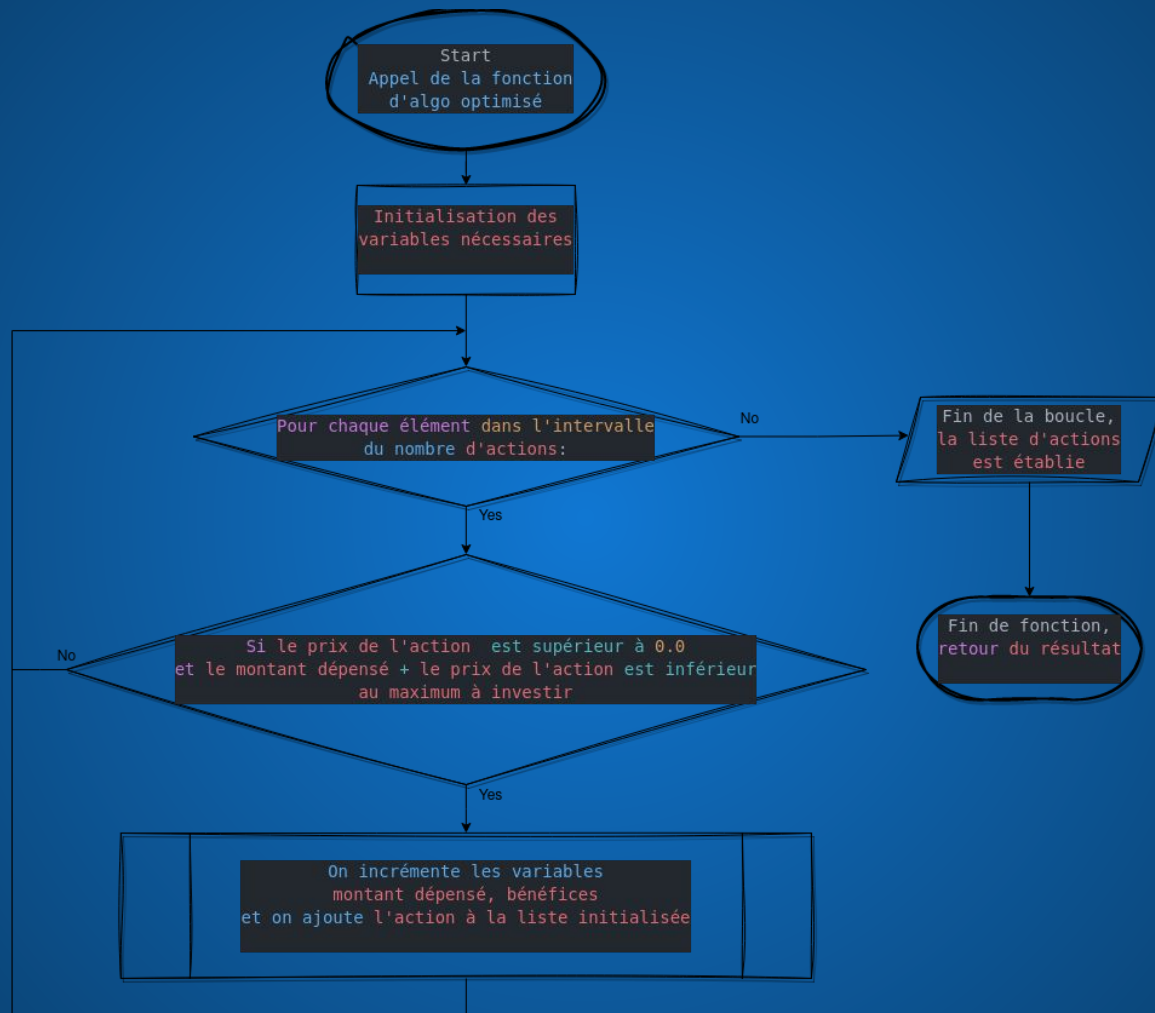 Start
Appel de la fonction
d'algo optimisé
Initialisation des
variables nécessaires
Pour chaque élément dans l'intervalle
du nombre d'actions:
No
Fin de la boucle,
la liste d'actions
est établie
Yes
Fin de fonction,
retour du résultat
No
Si le prix de l'action est supérieur à 0.0
et le montant dépensé + le prix de l'action est inférieur
au maximum à investir
Yes
On incrémente les variables
montant dépensé, bénéfices
et on ajoute l'action à la liste initialisée